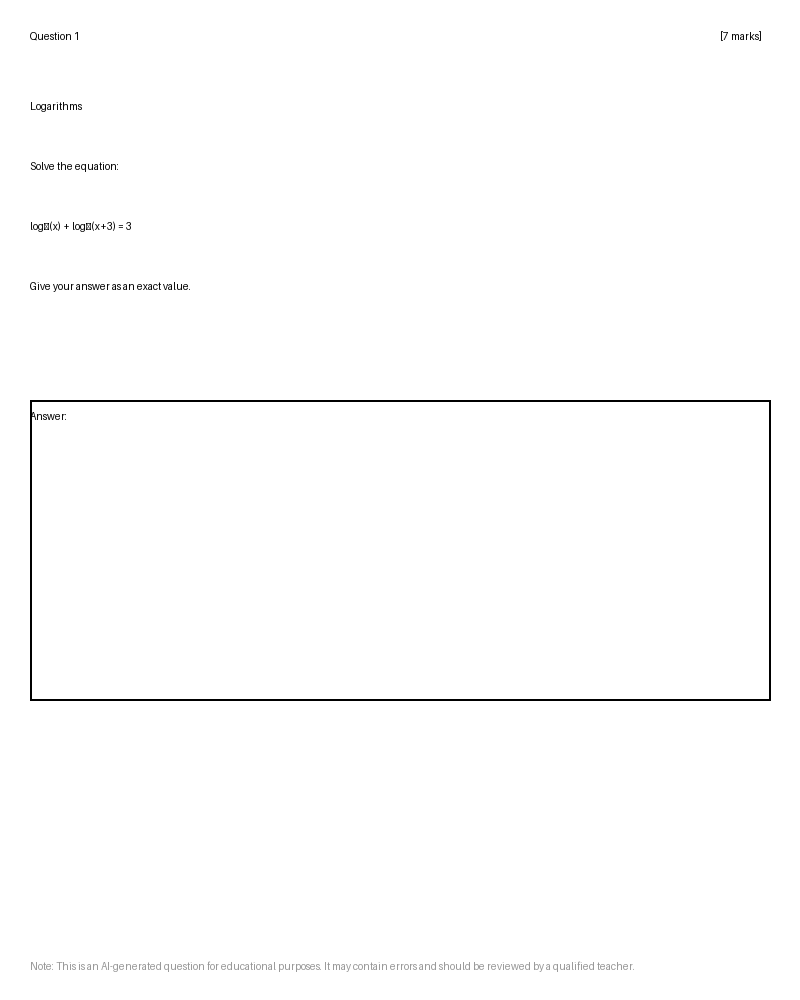 Question 1 [7 marks]
Logarithms
Solve the equation:
log▯(x) + log▯(x+3) = 3
Give your answer as an exact value.
Answer:
Note: This is an AI-generated question for educational purposes. It may contain errors and should be reviewed by a qualified teacher.